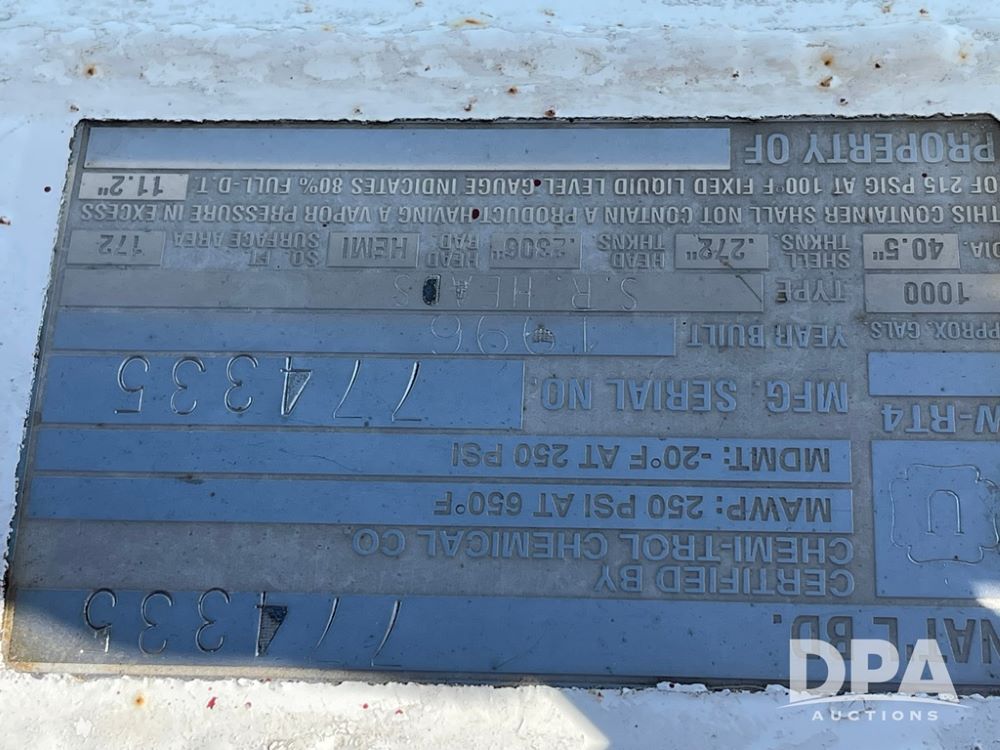 NAT'L BD. 774335
CERTIFIED BY
CHEMI-TROL CHEMICAL CO.
U
MAWP: 250 PSI AT 650°F
MDMT: -20°F AT 250 PSI
W-RT4
MFG. SERIAL NO. 774335
YEAR BUILT 1996
PPROX. GALS.
1000 TYPE S.R. HEADS
DIA. 40.5" SHELL THKNS. .272" HEAD THKNS. .2306" HEAD RAD. HEMI SQ. FT. SURFACE AREA 172
THIS CONTAINER SHALL NOT CONTAIN A PRODUCT HAVING A VAPOR PRESSURE IN EXCESS
OF 215 PSIG AT 100°F FIXED LIQUID LEVEL GAUGE INDICATES 80% FULL-D.T. 11.2"
PROPERTY OF
DPA
AUCTIONS